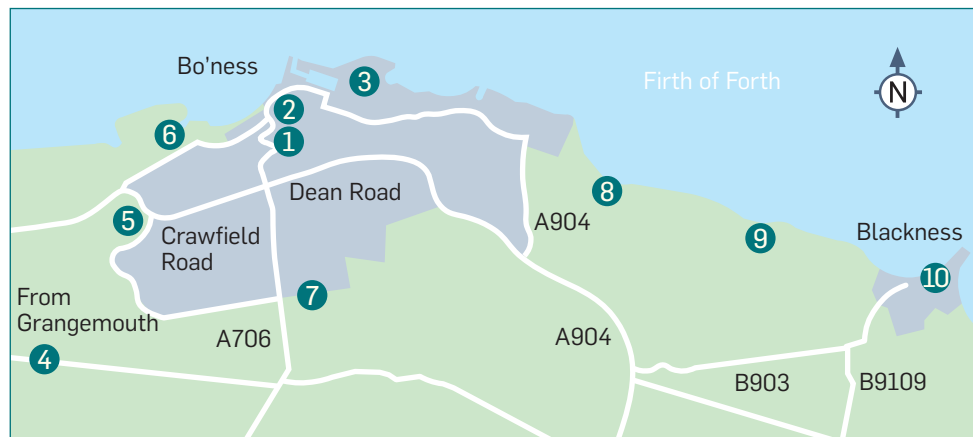 Bo'ness
3
Firth of Forth
N
2
6
1
Dean Road
8
5
A904
Crawfield
Road
9
Blackness
10
7
From
Grangemouth
A706
A904
4
B903
B9109